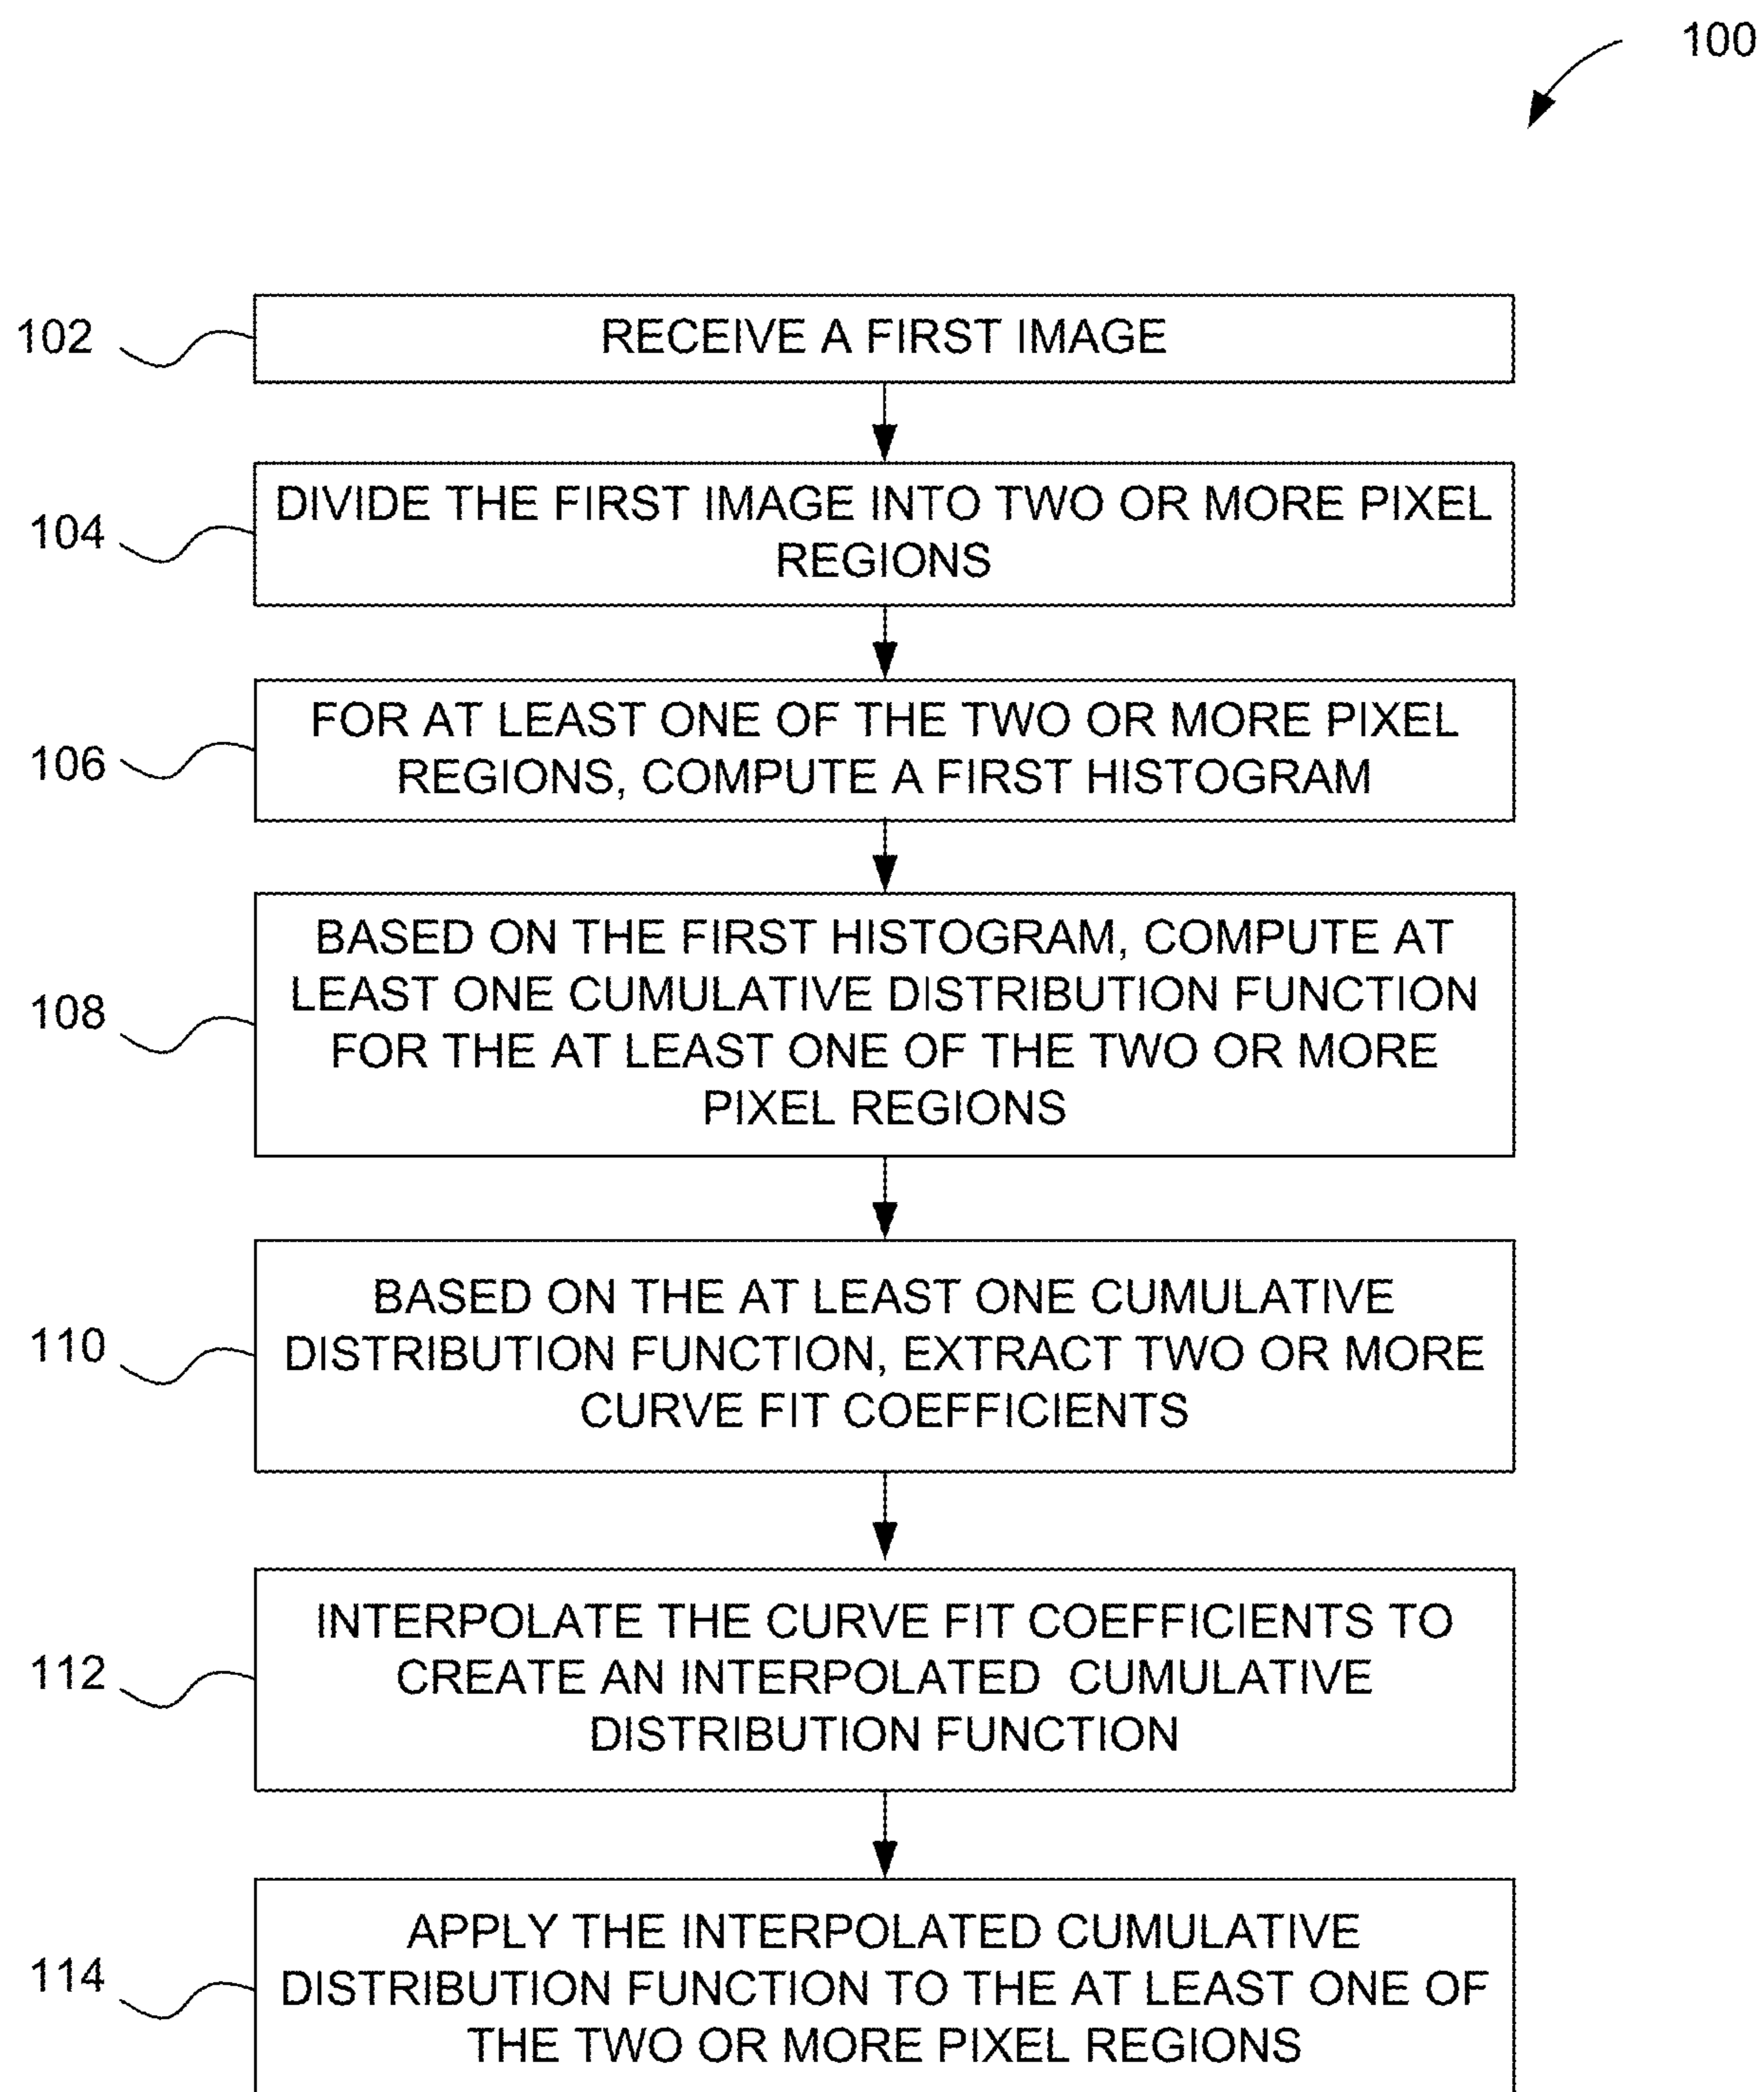 100
102
RECEIVE A FIRST IMAGE
104
DIVIDE THE FIRST IMAGE INTO TWO OR MORE PIXEL
REGIONS
106
FOR AT LEAST ONE OF THE TWO OR MORE PIXEL
REGIONS, COMPUTE A FIRST HISTOGRAM
108
BASED ON THE FIRST HISTOGRAM, COMPUTE AT
LEAST ONE CUMULATIVE DISTRIBUTION FUNCTION
FOR THE AT LEAST ONE OF THE TWO OR MORE
PIXEL REGIONS
110
BASED ON THE AT LEAST ONE CUMULATIVE
DISTRIBUTION FUNCTION, EXTRACT TWO OR MORE
CURVE FIT COEFFICIENTS
112
INTERPOLATE THE CURVE FIT COEFFICIENTS TO
CREATE AN INTERPOLATED CUMULATIVE
DISTRIBUTION FUNCTION
114
APPLY THE INTERPOLATED CUMULATIVE
DISTRIBUTION FUNCTION TO THE AT LEAST ONE OF
THE TWO OR MORE PIXEL REGIONS